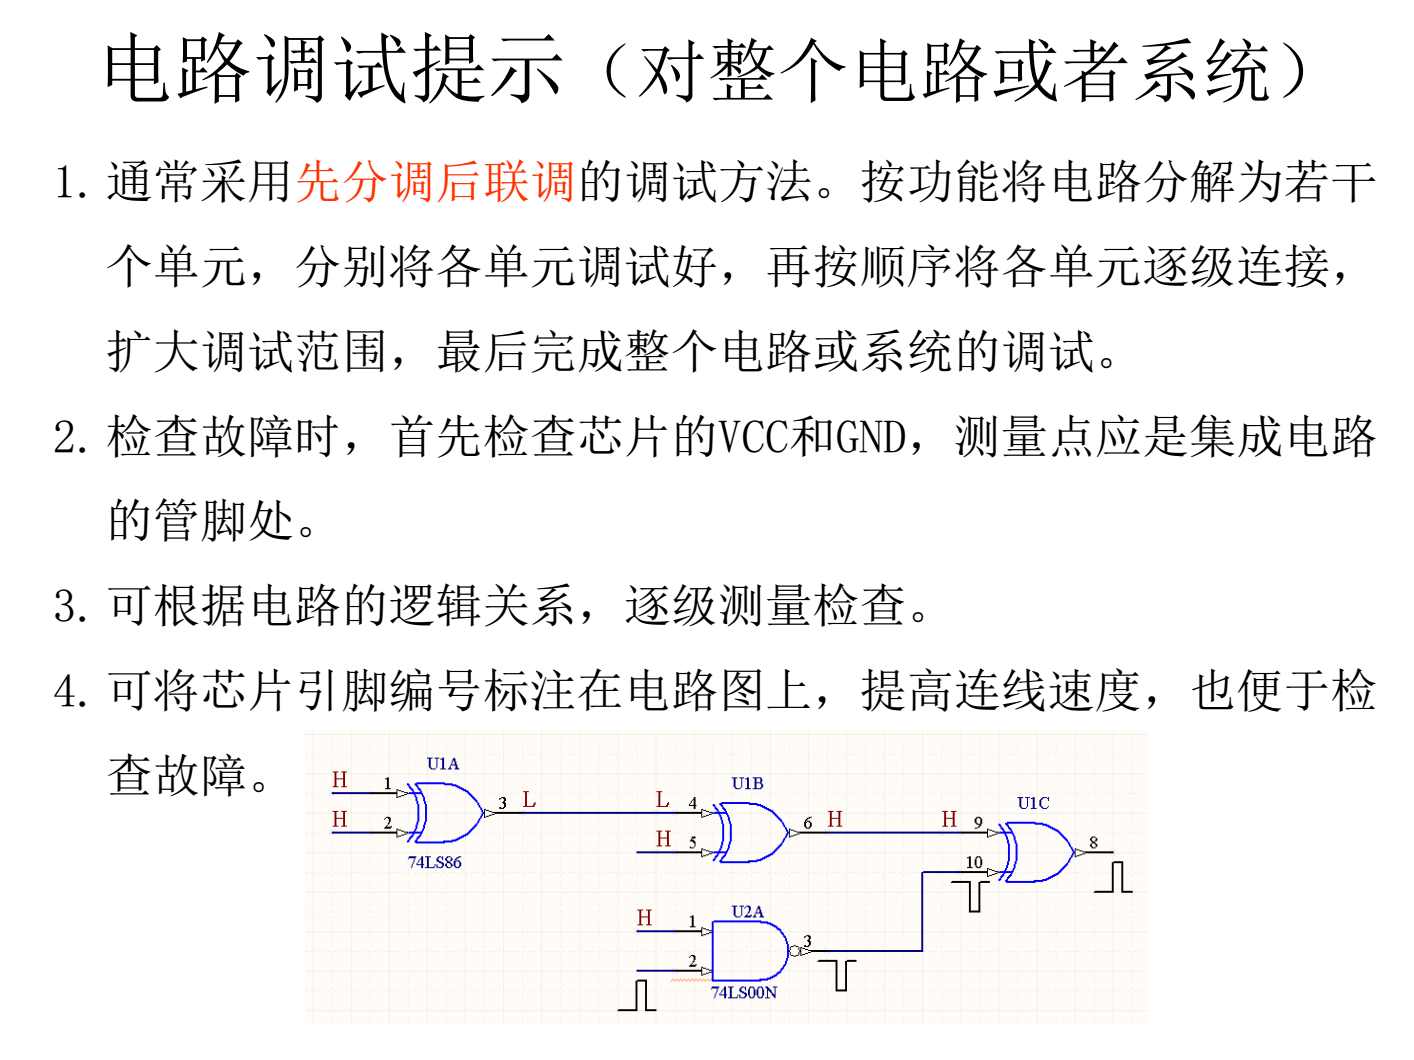 电路调试提示（对整个电路或者系统）
1. 通常采用先分调后联调的调试方法。按功能将电路分解为若干
个单元，分别将各单元调试好，再按顺序将各单元逐级连接，
扩大调试范围，最后完成整个电路或系统的调试。
2. 检查故障时，首先检查芯片的VCC和GND，测量点应是集成电路
的管脚处。
3. 可根据电路的逻辑关系，逐级测量检查。
4. 可将芯片引脚编号标注在电路图上，提高连线速度，也便于检
查故障。
U1A
H 1
H 2
3 L
74LS86
U1B
L 4
H 5
6 H
U1C
H 9
10
8
U2A
H 1
2
3
74LS00N